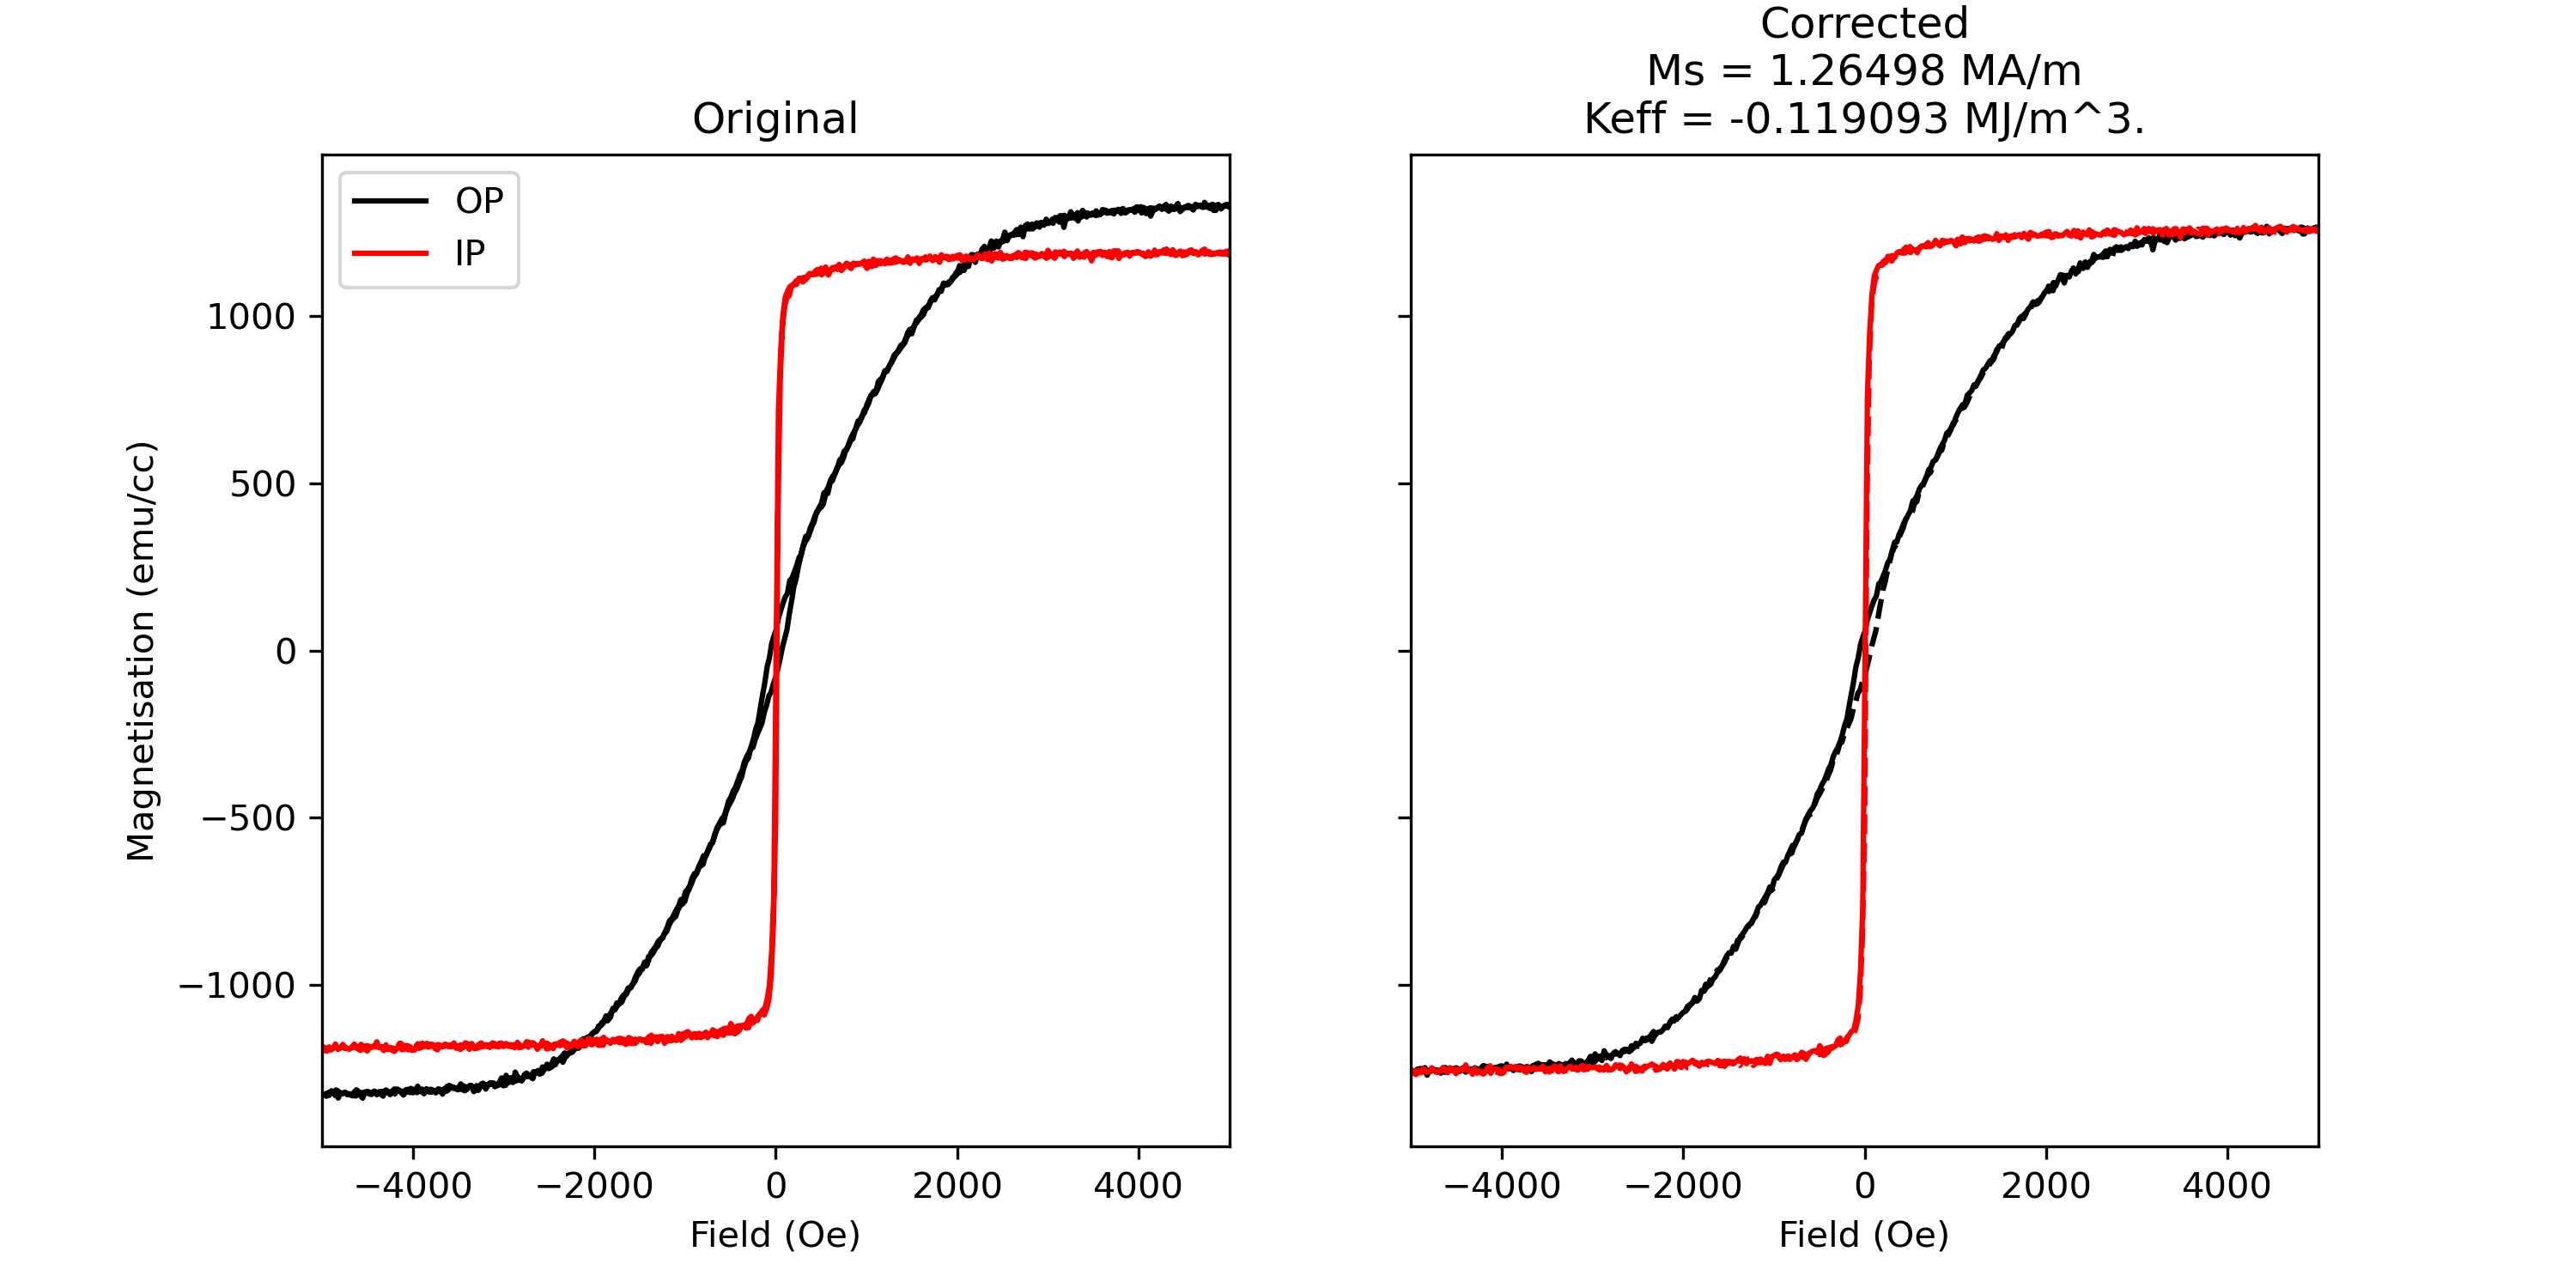 Original
OP
IP
1000
500
0
−500
−1000
Magnetisation (emu/cc)
−4000 −2000 0 2000 4000
Field (Oe)
Corrected
Ms = 1.26498 MA/m
Keff = -0.119093 MJ/m^3.
−4000 −2000 0 2000 4000
Field (Oe)